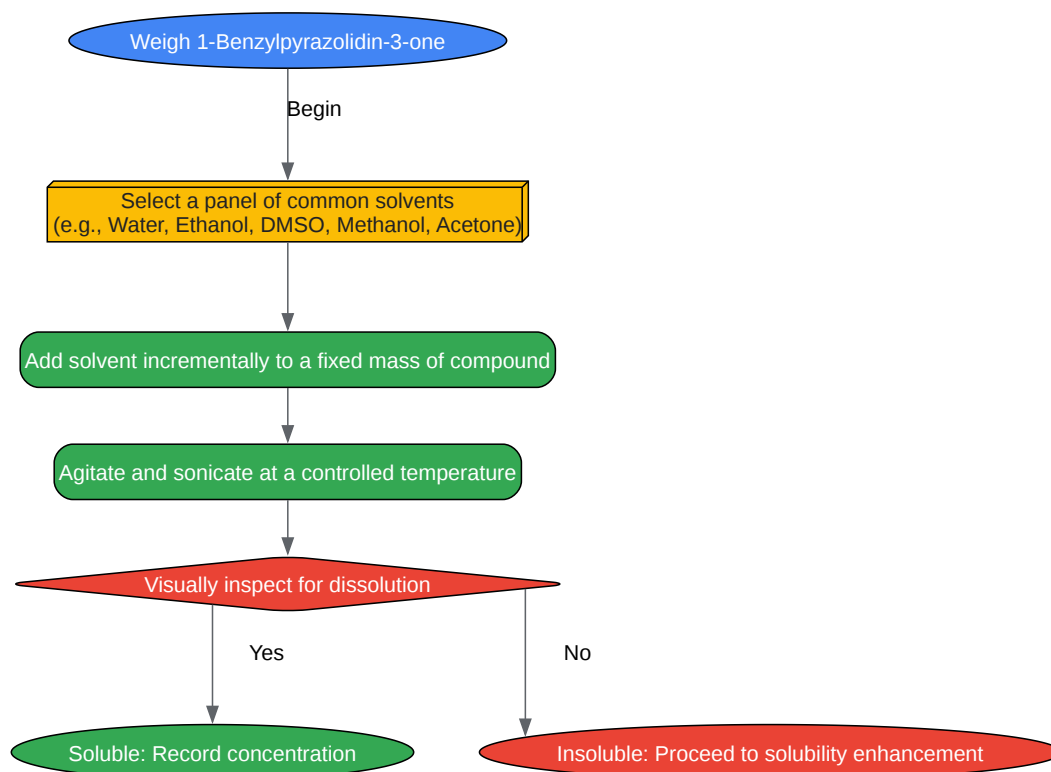 Weigh 1-Benzylpyrazolidin-3-one
Begin
Select a panel of common solvents
(e.g., Water, Ethanol, DMSO, Methanol, Acetone)
Add solvent incrementally to a fixed mass of compound
Agitate and sonicate at a controlled temperature
Visually inspect for dissolution
Yes
No
Soluble: Record concentration
Insoluble: Proceed to solubility enhancement